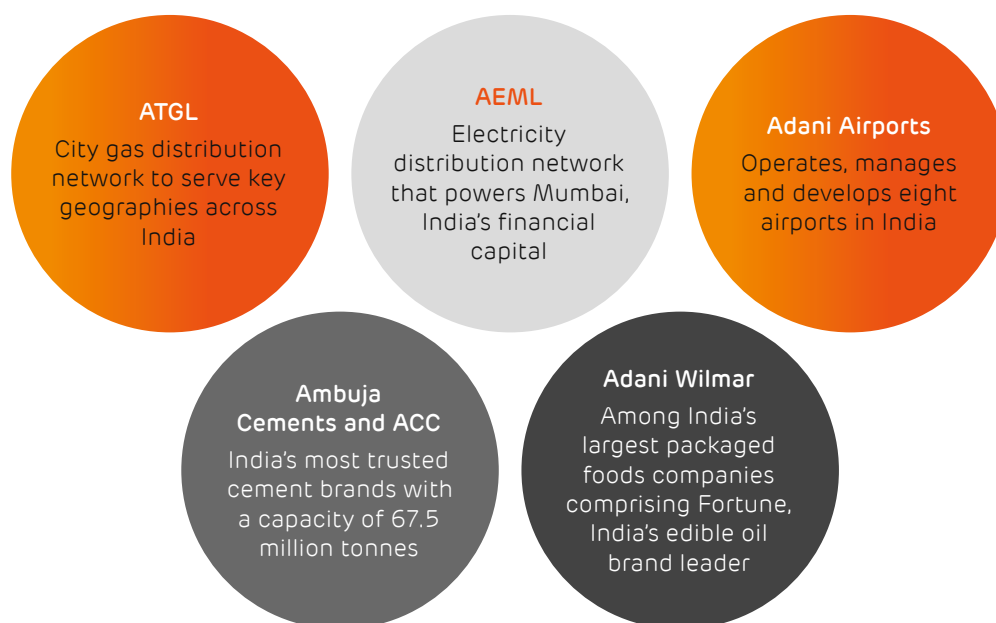 ATGL
City gas distribution
network to serve key
geographies across
India
AEML
Electricity
distribution network
that powers Mumbai,
India’s financial
capital
Adani Airports
Operates, manages
and develops eight
airports in India
Ambuja
Cements and ACC
India’s most trusted
cement brands with
a capacity of 67.5
million tonnes
Adani Wilmar
Among India’s
largest packaged
foods companies
comprising Fortune,
India’s edible oil
brand leader